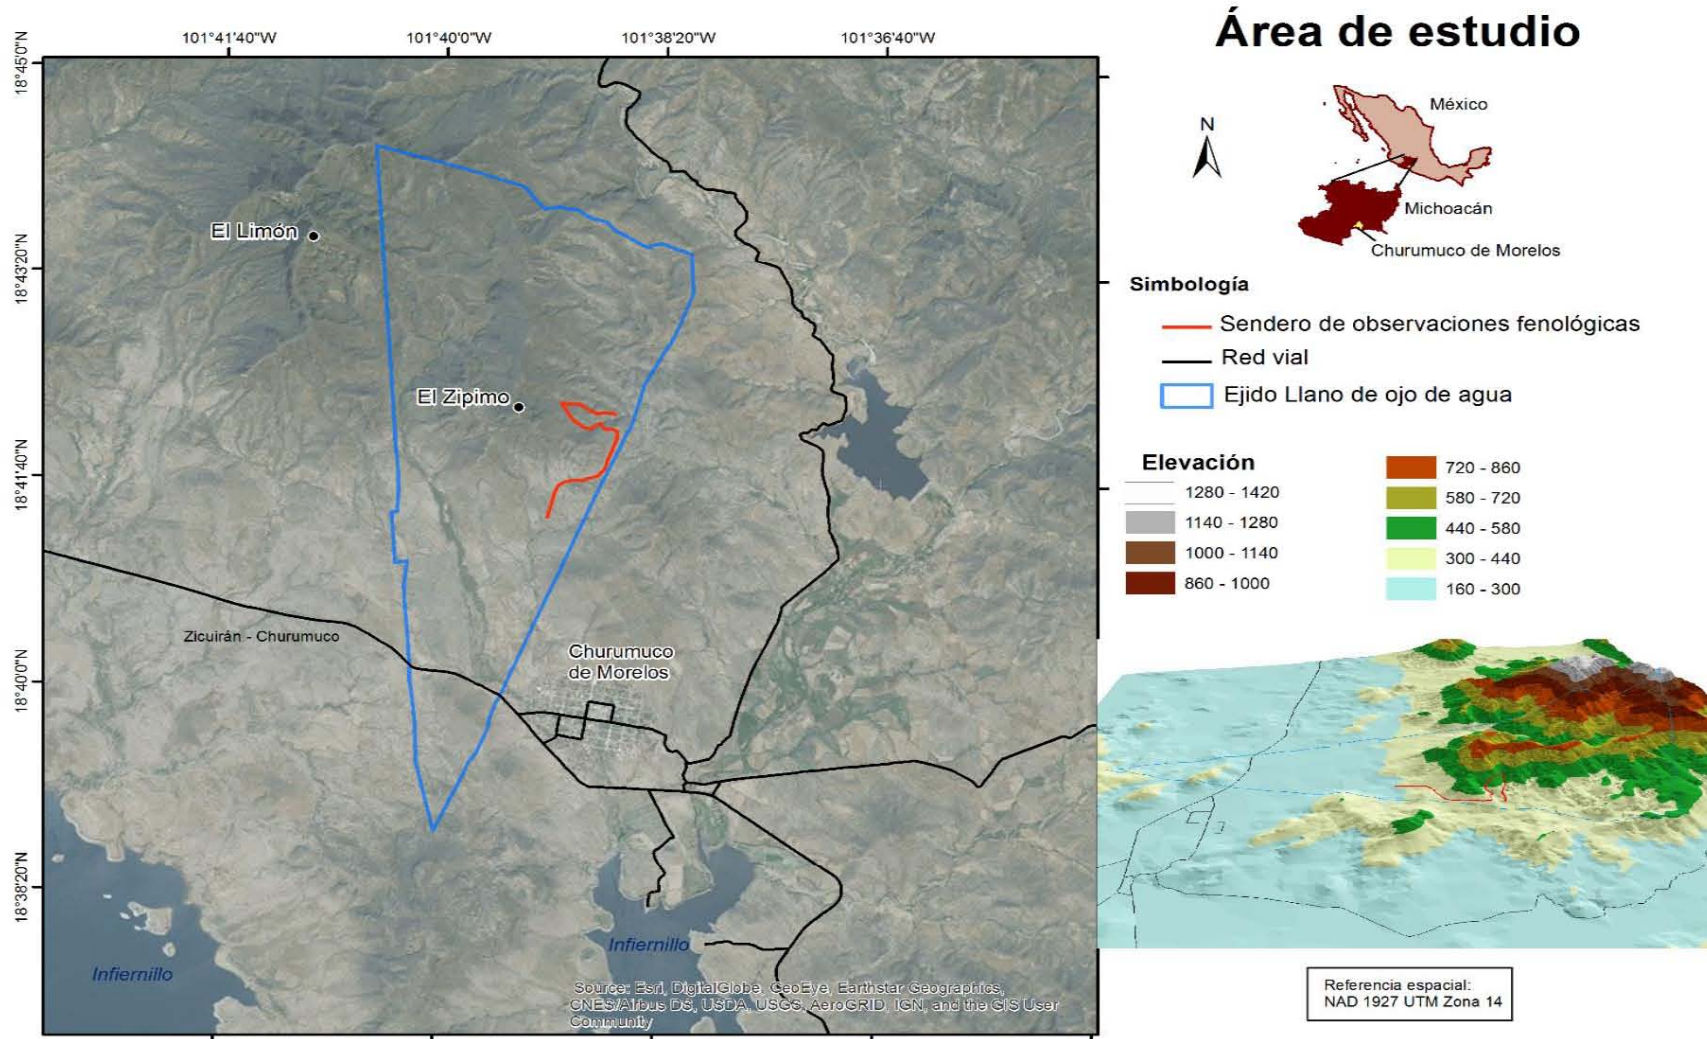 Área de estudio
101°41'40"W
101°40'0"W
101°38'20"W
101°36'40"W
18°45'0"N
18°43'20"N
18°41'40"N
18°40'0"N
18°38'20"N
El Limón
El Zipimo
Zicuirán - Churumuco
Churumuco
de Morelos
Infiernillo
Infiernillo
Source: Esri, DigitalGlobe, GeoEye, Earthstar Geographics,
CNES/Airbus DS, USDA, USGS, AeroGRID, IGN, and the GIS User
Community
N
México
Michoacán
Churumuco de Morelos
Simbología
Sendero de observaciones fenológicas
Red vial
Ejido Llano de ojo de agua
Elevación
1280 - 1420
1140 - 1280
1000 - 1140
860 - 1000
720 - 860
580 - 720
440 - 580
300 - 440
160 - 300
Referencia espacial:
NAD 1927 UTM Zona 14